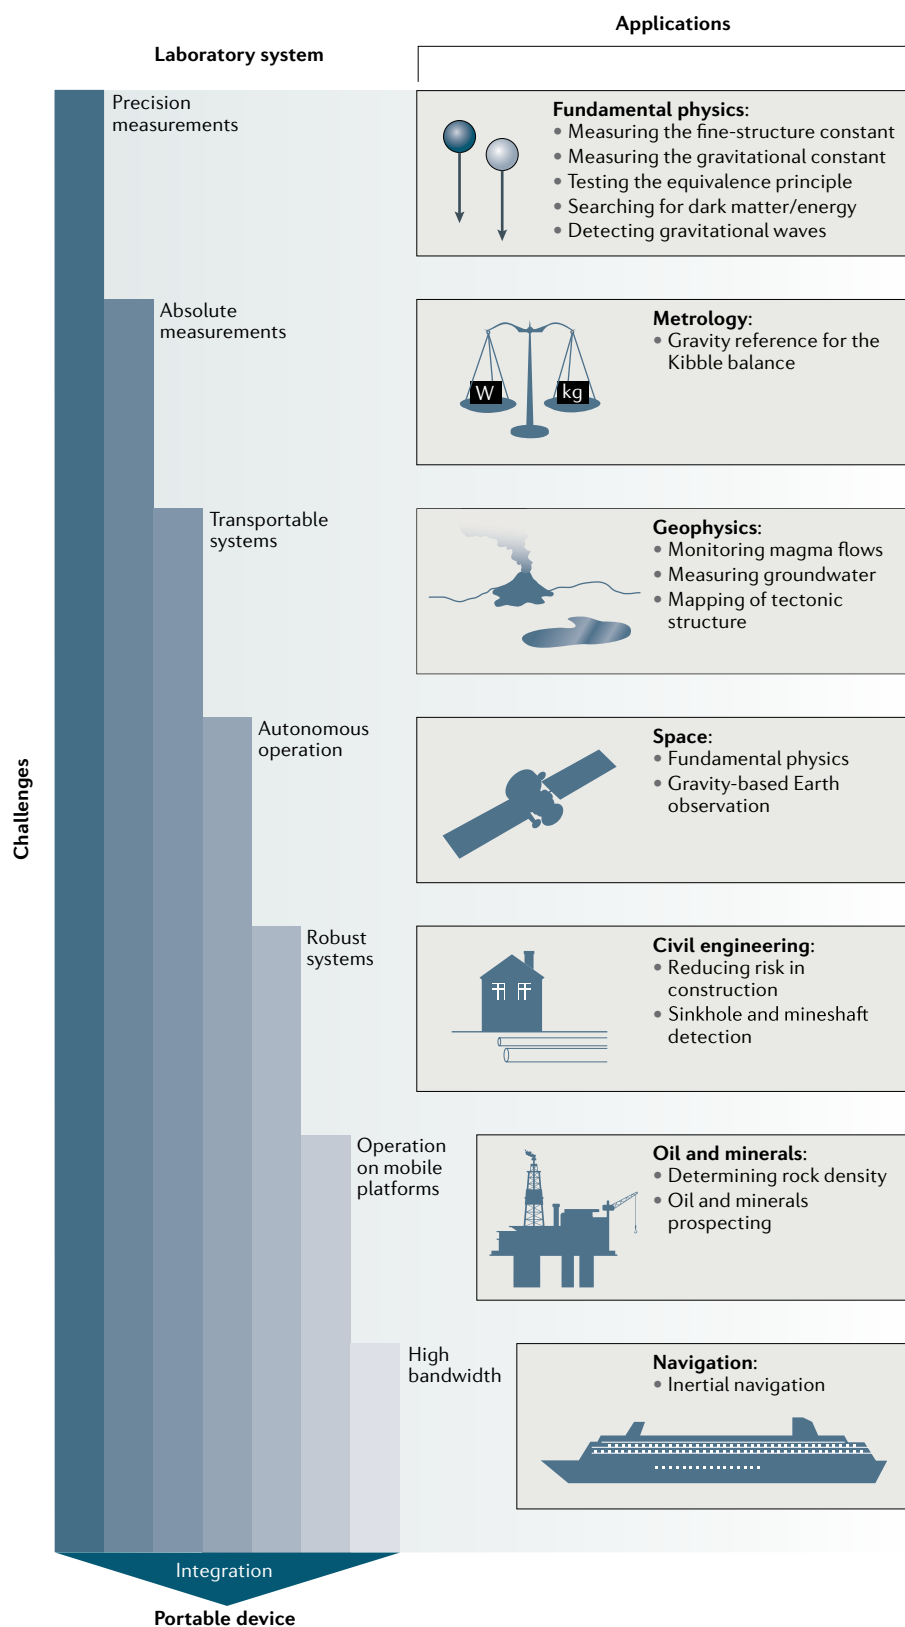 Applications
Laboratory system
Challenges
Precision
measurements
Fundamental physics:
• Measuring the fine-structure constant
• Measuring the gravitational constant
• Testing the equivalence principle
• Searching for dark matter/energy
• Detecting gravitational waves
Absolute
measurements
Metrology:
• Gravity reference for the
Kibble balance
W
kg
Transportable
systems
Geophysics:
• Monitoring magma flows
• Measuring groundwater
• Mapping of tectonic
structure
Autonomous
operation
Space:
• Fundamental physics
• Gravity-based Earth
observation
Robust
systems
Civil engineering:
• Reducing risk in
construction
• Sinkhole and mineshaft
detection
Operation
on mobile
platforms
Oil and minerals:
• Determining rock density
• Oil and minerals
prospecting
High
bandwidth
Navigation:
• Inertial navigation
Integration
Portable device